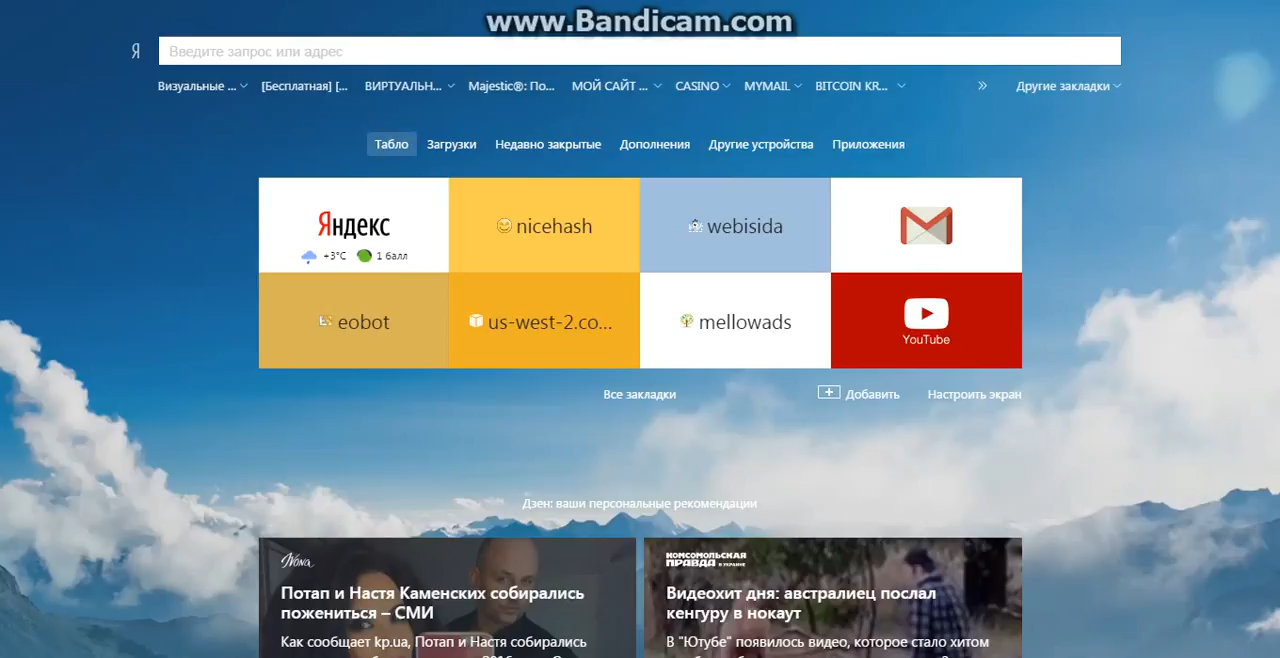 www.Bandicam.com
Я Введите запрос или адрес
Визуальные ... [Бесплатная] [... ВИРТУАЛЬН... Majestic®: По... МОЙ САЙТ ... CASINO MYMAIL BITCOIN KR... » Другие закладки
Табло Загрузки Недавно закрытые Дополнения Другие устройства Приложения
Яндекс nicehash webisida
+3°C 1 балл
eobot us-west-2.co... mellowads YouTube
Все закладки Добавить Настроить экран
Дзен: ваши персональные рекомендации
Ivona
Потап и Настя Каменских собирались
пожениться – СМИ
Как сообщает kp.ua, Потап и Настя собирались
КОМСОМОЛЬСКАЯ
ПРАВДА В УКРАИНЕ
Видеохит дня: австралиец послал
кенгуру в нокаут
В "Ютубе" появилось видео, которое стало хитом